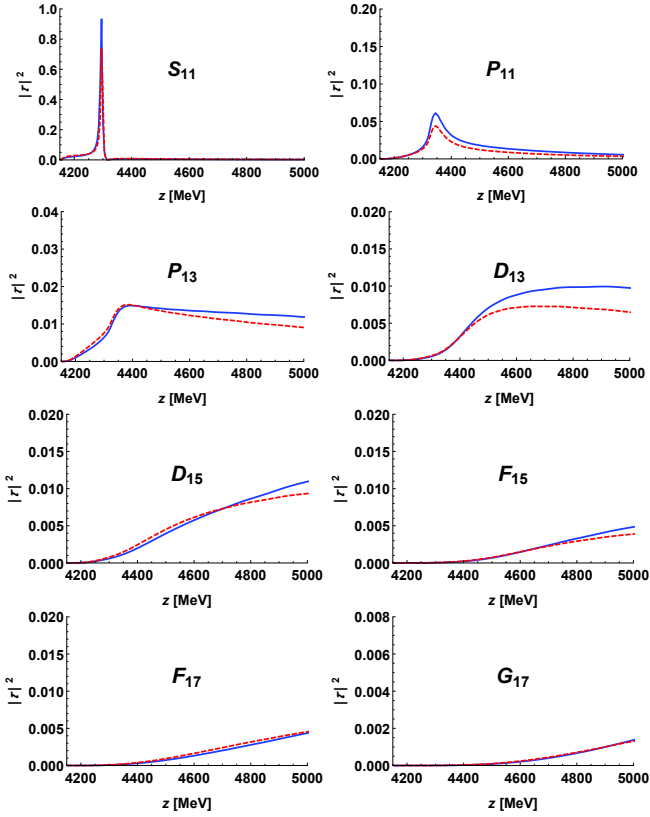 S11
|τ|²
1.0
0.8
0.6
0.4
0.2
0.0
4200 4400 4600 4800 5000
z [MeV]
P11
|τ|²
0.20
0.15
0.10
0.05
0.00
4200 4400 4600 4800 5000
z [MeV]
P13
|τ|²
0.04
0.03
0.02
0.01
0.00
4200 4400 4600 4800 5000
z [MeV]
D13
|τ|²
0.020
0.015
0.010
0.005
0.000
4200 4400 4600 4800 5000
z [MeV]
D15
|τ|²
0.020
0.015
0.010
0.005
0.000
4200 4400 4600 4800 5000
z [MeV]
F15
|τ|²
0.020
0.015
0.010
0.005
0.000
4200 4400 4600 4800 5000
z [MeV]
F17
|τ|²
0.020
0.015
0.010
0.005
0.000
4200 4400 4600 4800 5000
z [MeV]
G17
|τ|²
0.008
0.006
0.004
0.002
0.000
4200 4400 4600 4800 5000
z [MeV]